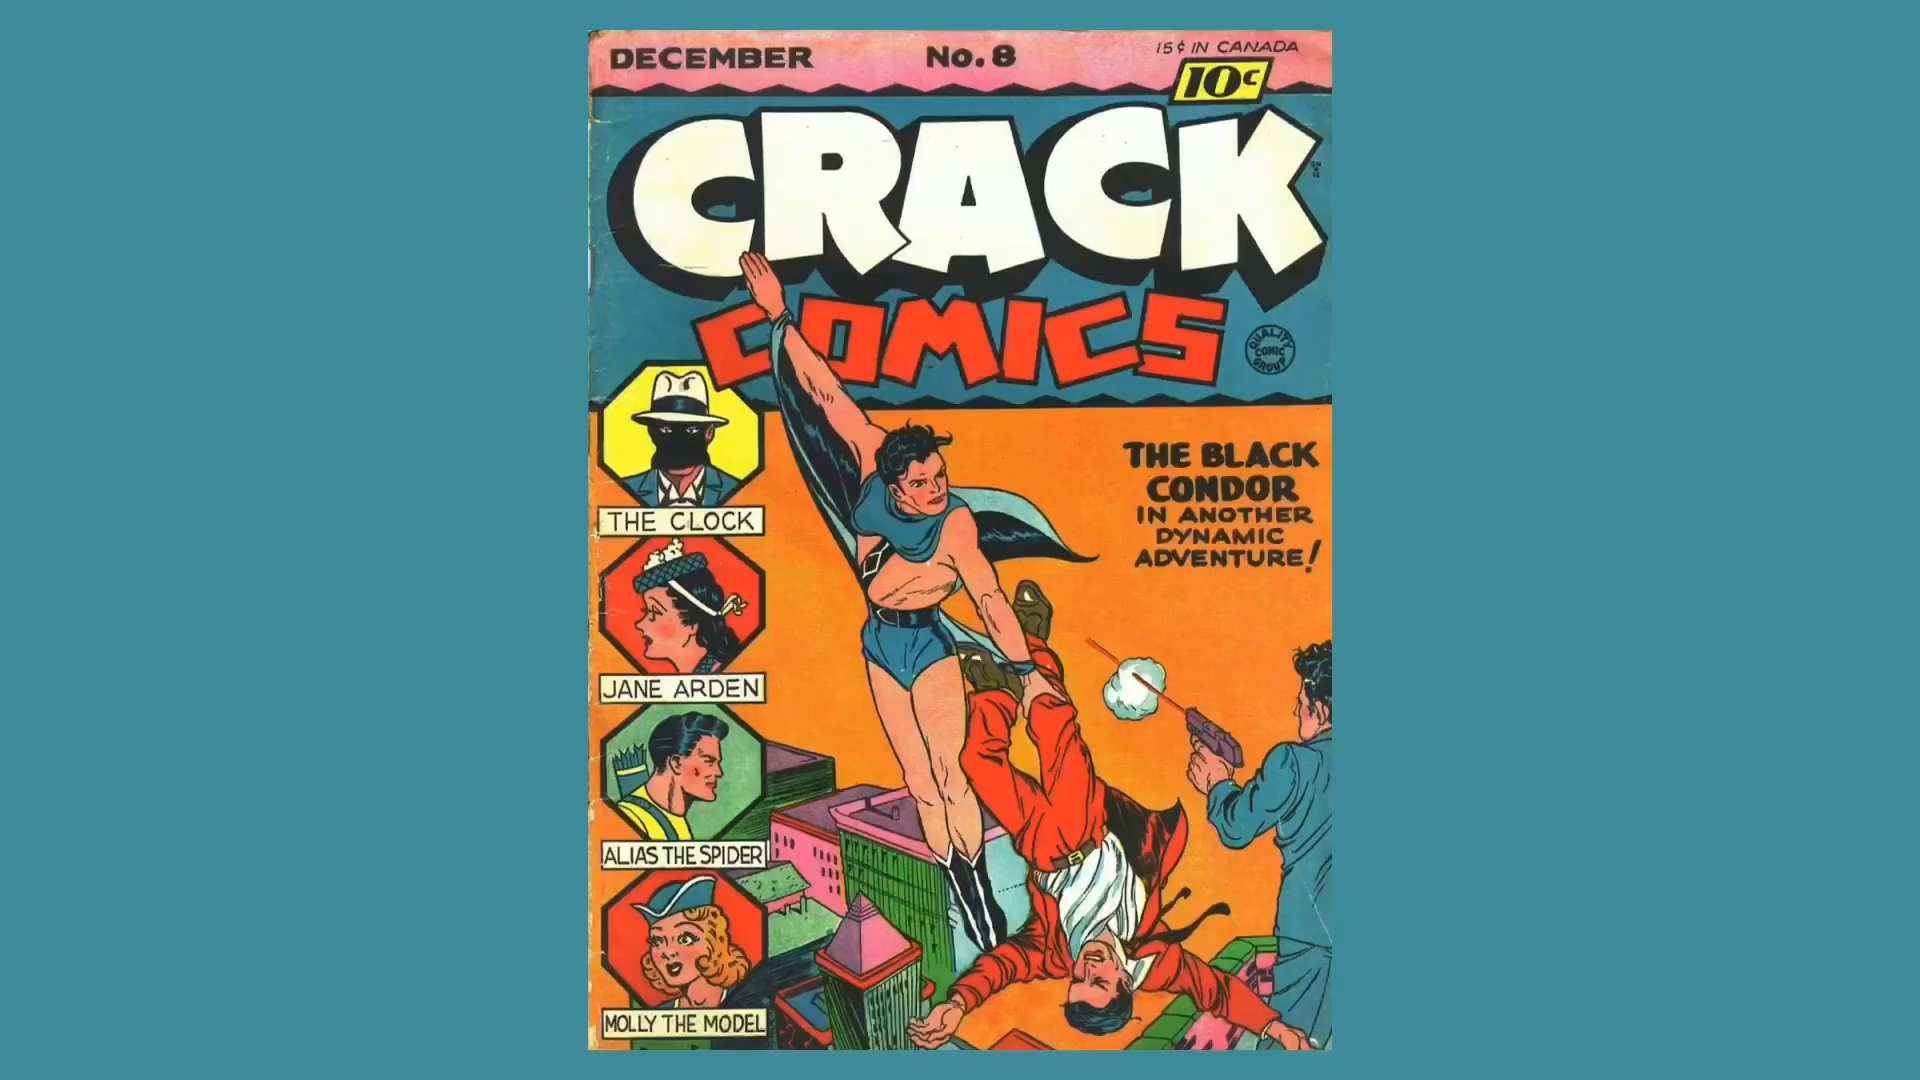 DECEMBER No. 8 15¢ IN CANADA
10c
CRACK
COMICS
QUALITY
COMIC
GROUP
THE BLACK
CONDOR
IN ANOTHER
DYNAMIC
ADVENTURE!
THE CLOCK
JANE ARDEN
ALIAS THE SPIDER
MOLLY THE MODEL